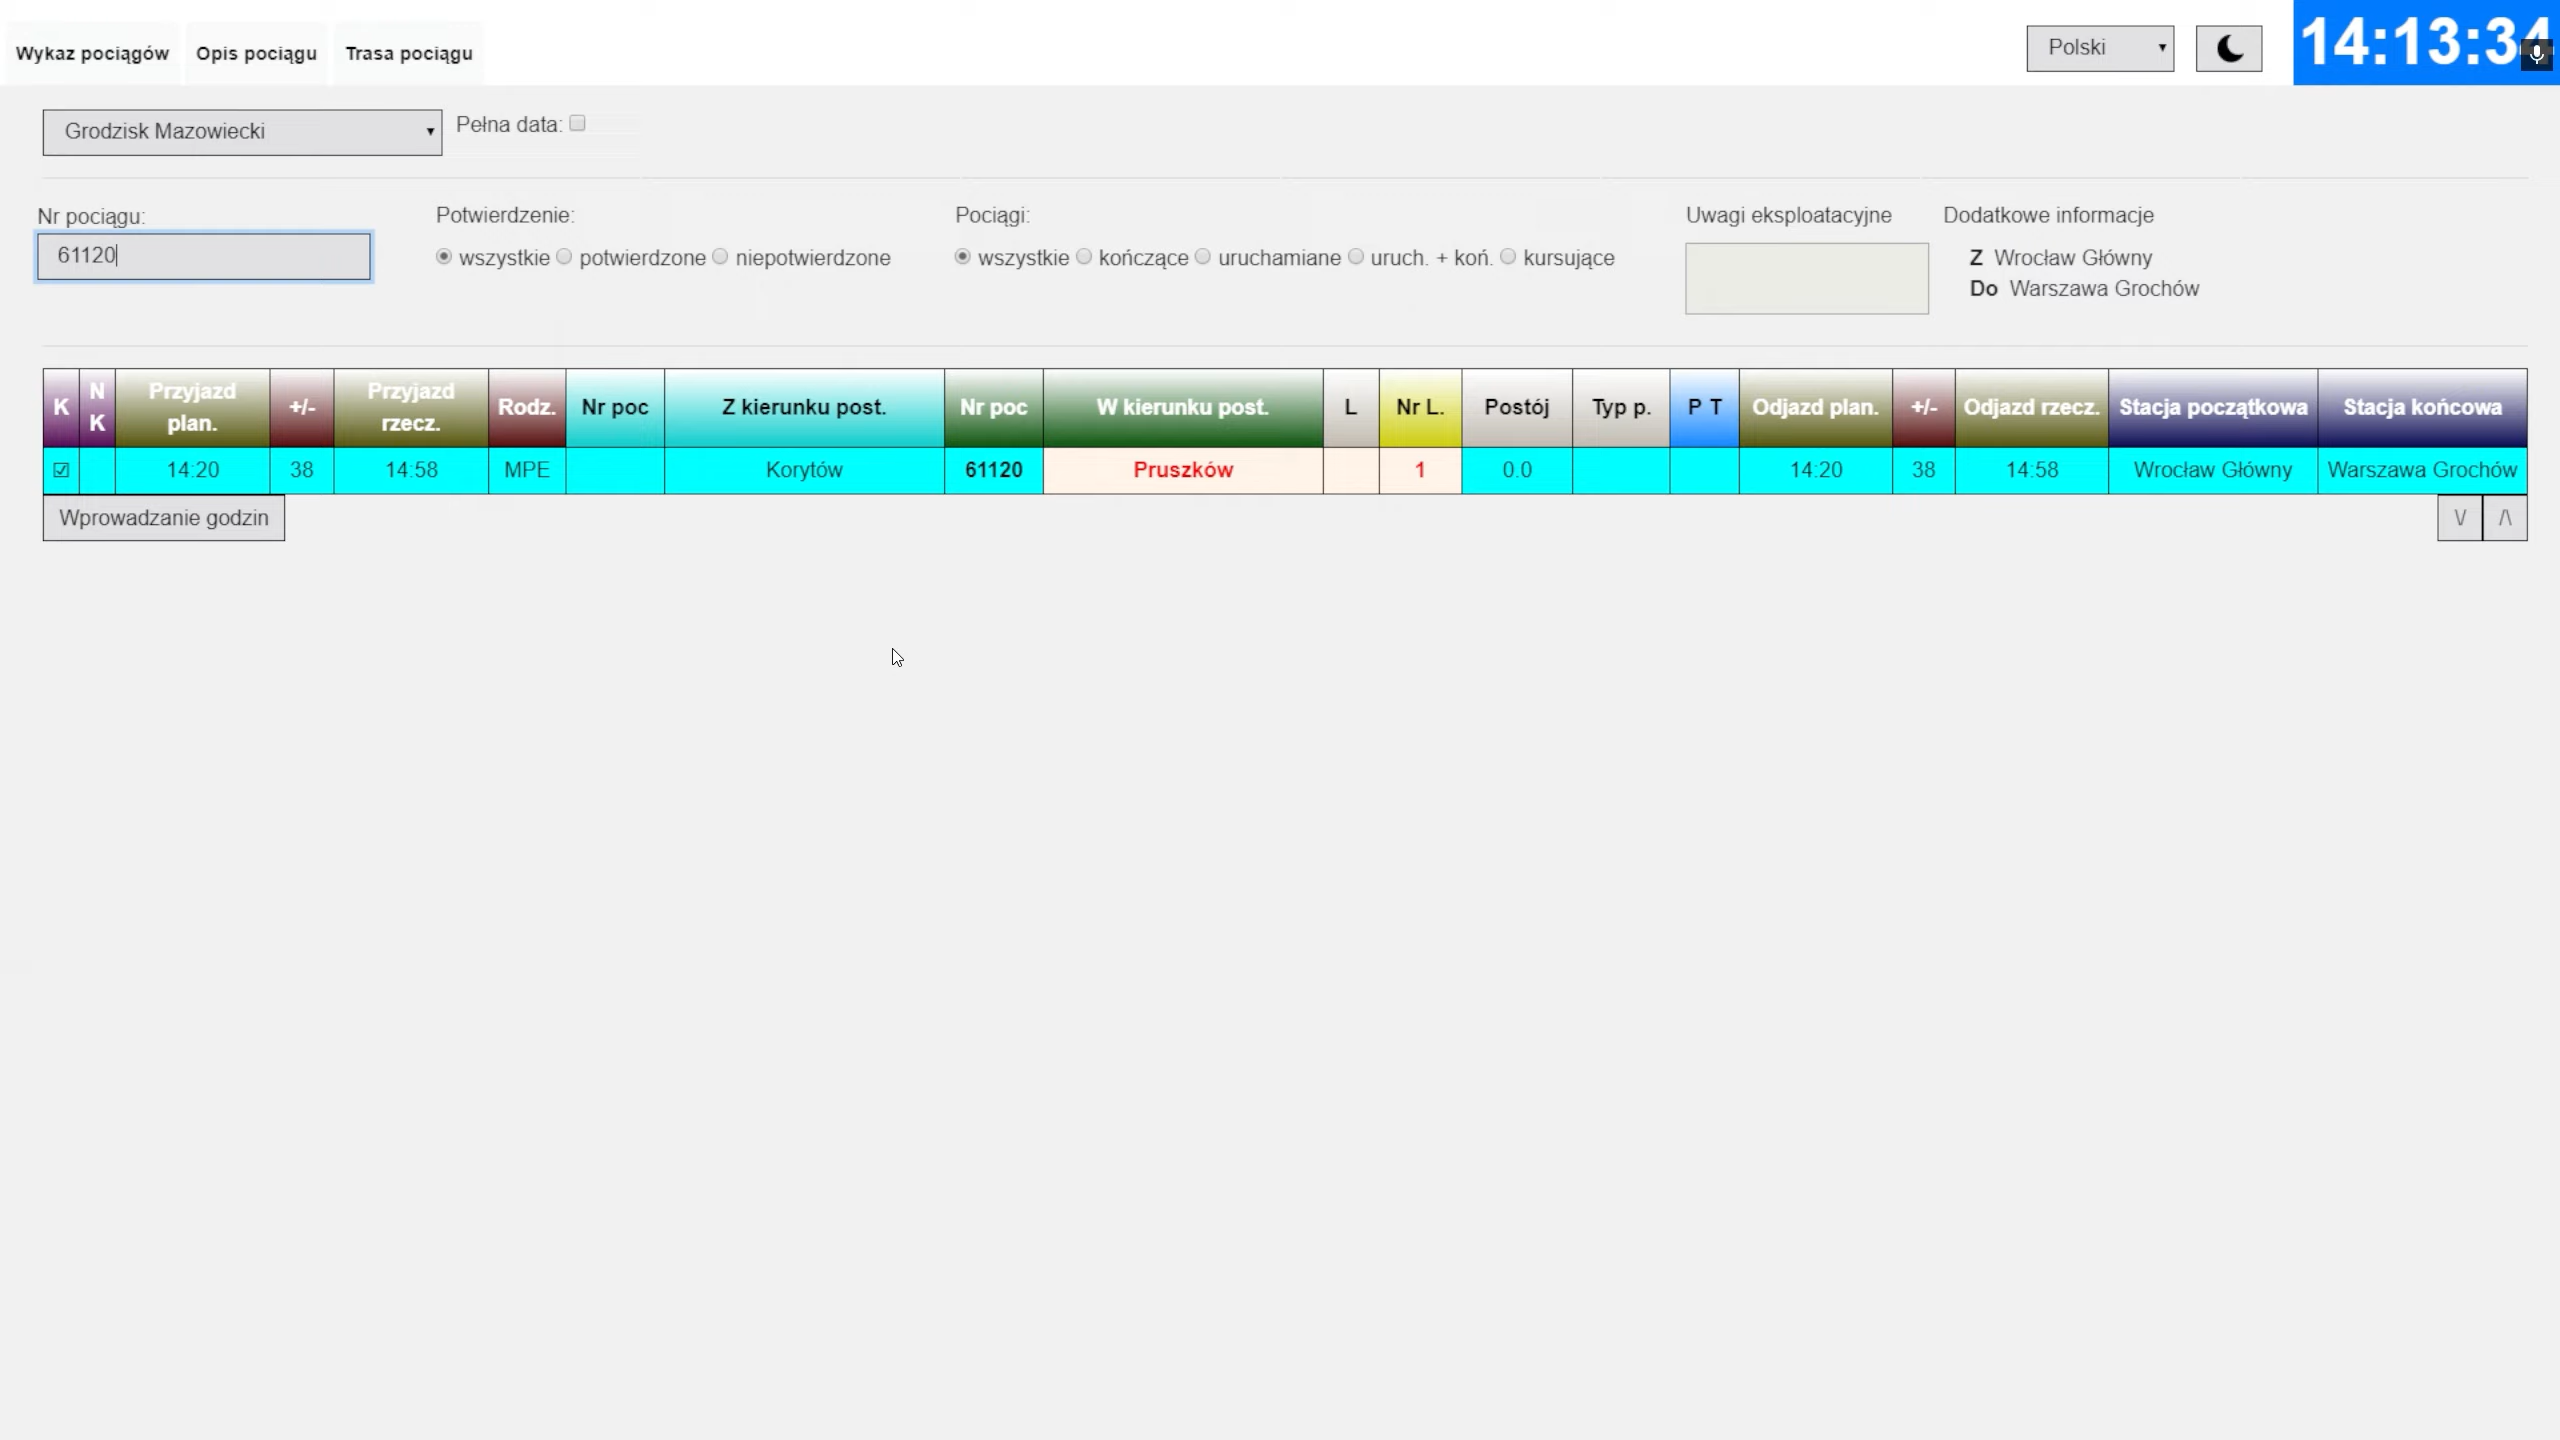 Wykaz pociągów Opis pociągu Trasa pociągu Polski 14:13:34
Grodzisk Mazowiecki Pełna data:
Nr pociągu: Potwierdzenie: Pociągi: Uwagi eksploatacyjne Dodatkowe informacje
61120 wszystkie potwierdzone niepotwierdzone wszystkie kończące uruchamiane uruch. + koń. kursujące Z Wrocław Główny
Do Warszawa Grochów
K N K Przyjazd plan. +/- Przyjazd rzecz. Rodz. Nr poc Z kierunku post. Nr poc W kierunku post. L Nr L. Postój Typ p. P T Odjazd plan. +/- Odjazd rzecz. Stacja początkowa Stacja końcowa
14:20 38 14:58 MPE Korytów 61120 Pruszków 1 0.0 14:20 38 14:58 Wrocław Główny Warszawa Grochów
Wprowadzanie godzin \/ /\